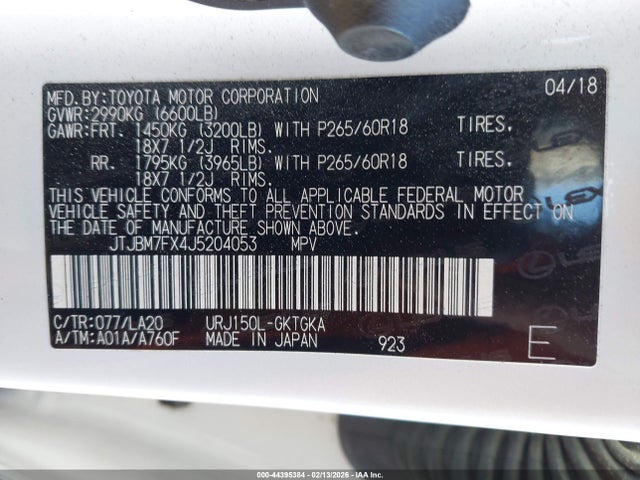 MFD.BY:TOYOTA MOTOR CORPORATION 04/18
GVWR:2990KG (6600LB)
GAWR:FRT. 1450KG (3200LB) WITH P265/60R18 TIRES,
18X7 1/2J RIMS.
RR. 1795KG (3965LB) WITH P265/60R18 TIRES,
18X7 1/2J RIMS.
THIS VEHICLE CONFORMS TO ALL APPLICABLE FEDERAL MOTOR
VEHICLE SAFETY AND THEFT PREVENTION STANDARDS IN EFFECT ON
THE DATE OF MANUFACTURE SHOWN ABOVE.
JTJBM7FX4J5204053 MPV
C/TR:077/LA20 URJ150L-GKTGKA
A/TM:A01A/A760F MADE IN JAPAN 923 E
000-44395384 | 02/13/2026 | IAA Inc.